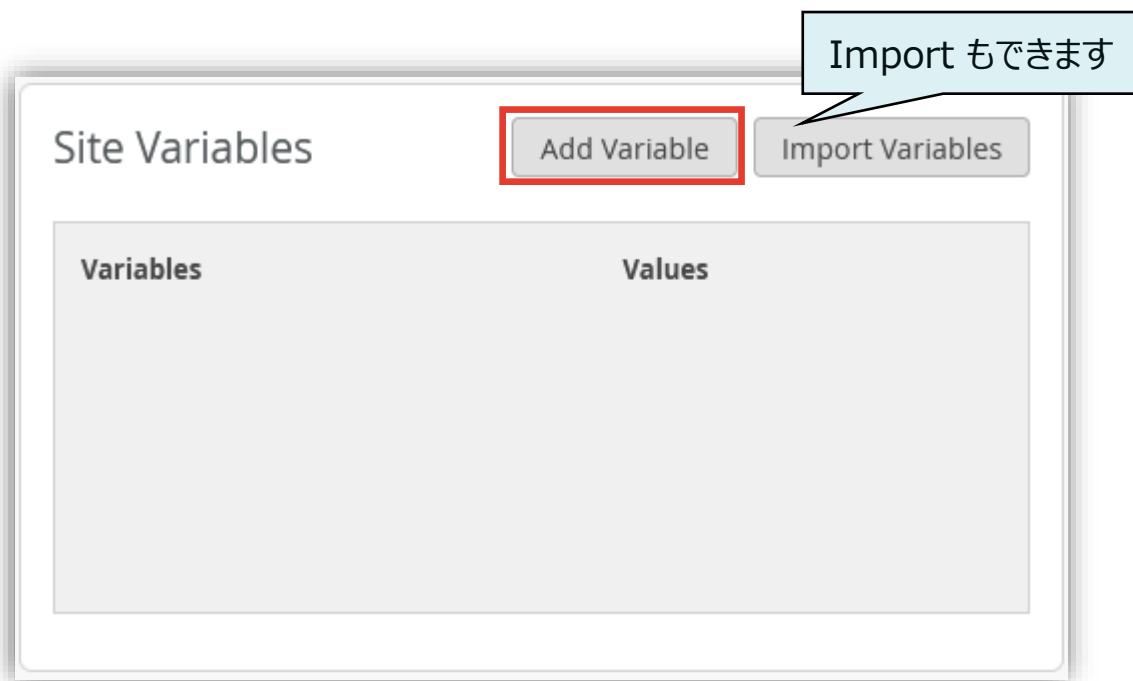 Import もできます
Site Variables
Add Variable
Import Variables
Variables
Values